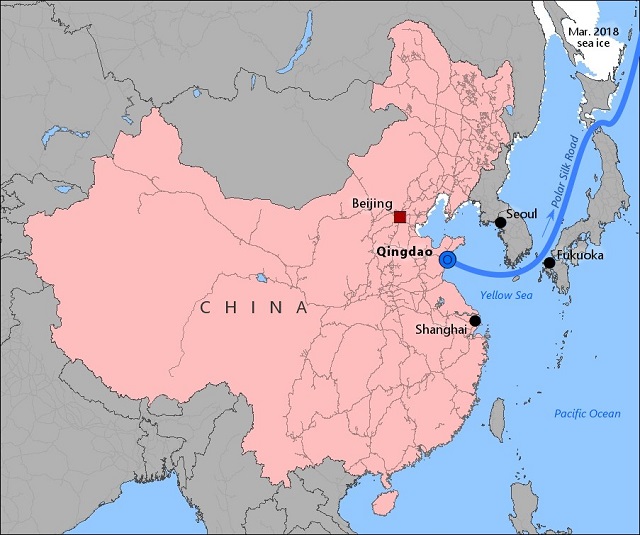 Mar. 2018
sea ice
Polar Silk Road
Beijing
Seoul
Qingdao
Fukuoka
Yellow Sea
CHINA
Shanghai
Pacific Ocean